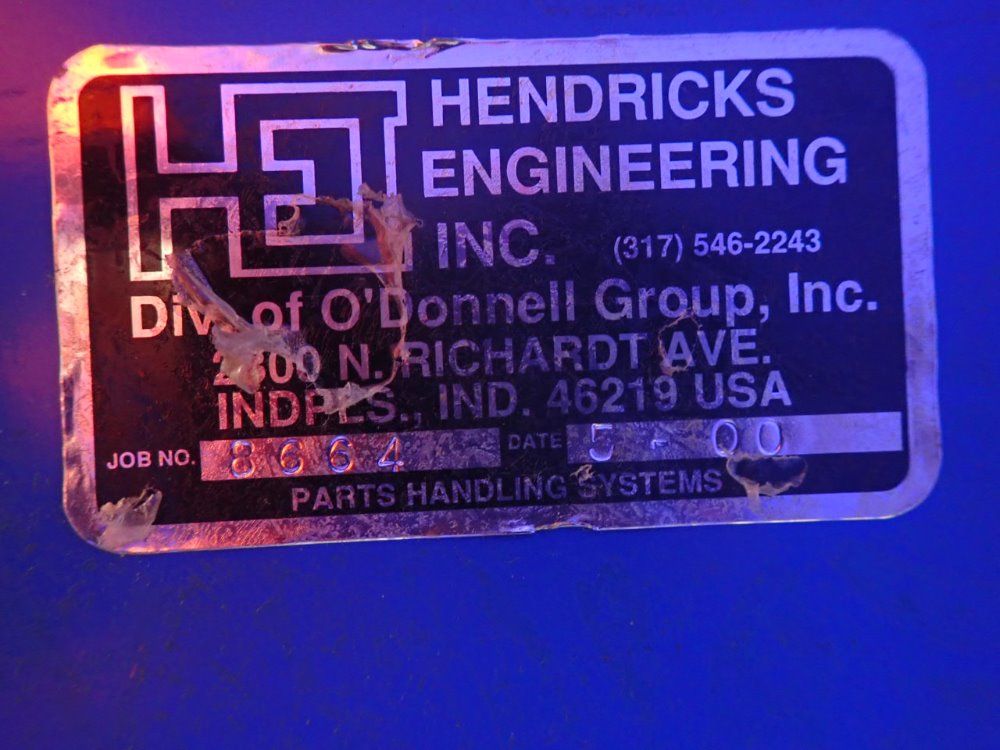 HENDRICKS
ENGINEERING
INC. (317) 546-2243
Div. of O'Donnell Group, Inc.
N. RICHARDT AVE.
INDPLS., IND. 46219 USA
JOB NO. 8664 DATE 5-00
PARTS HANDLING SYSTEMS